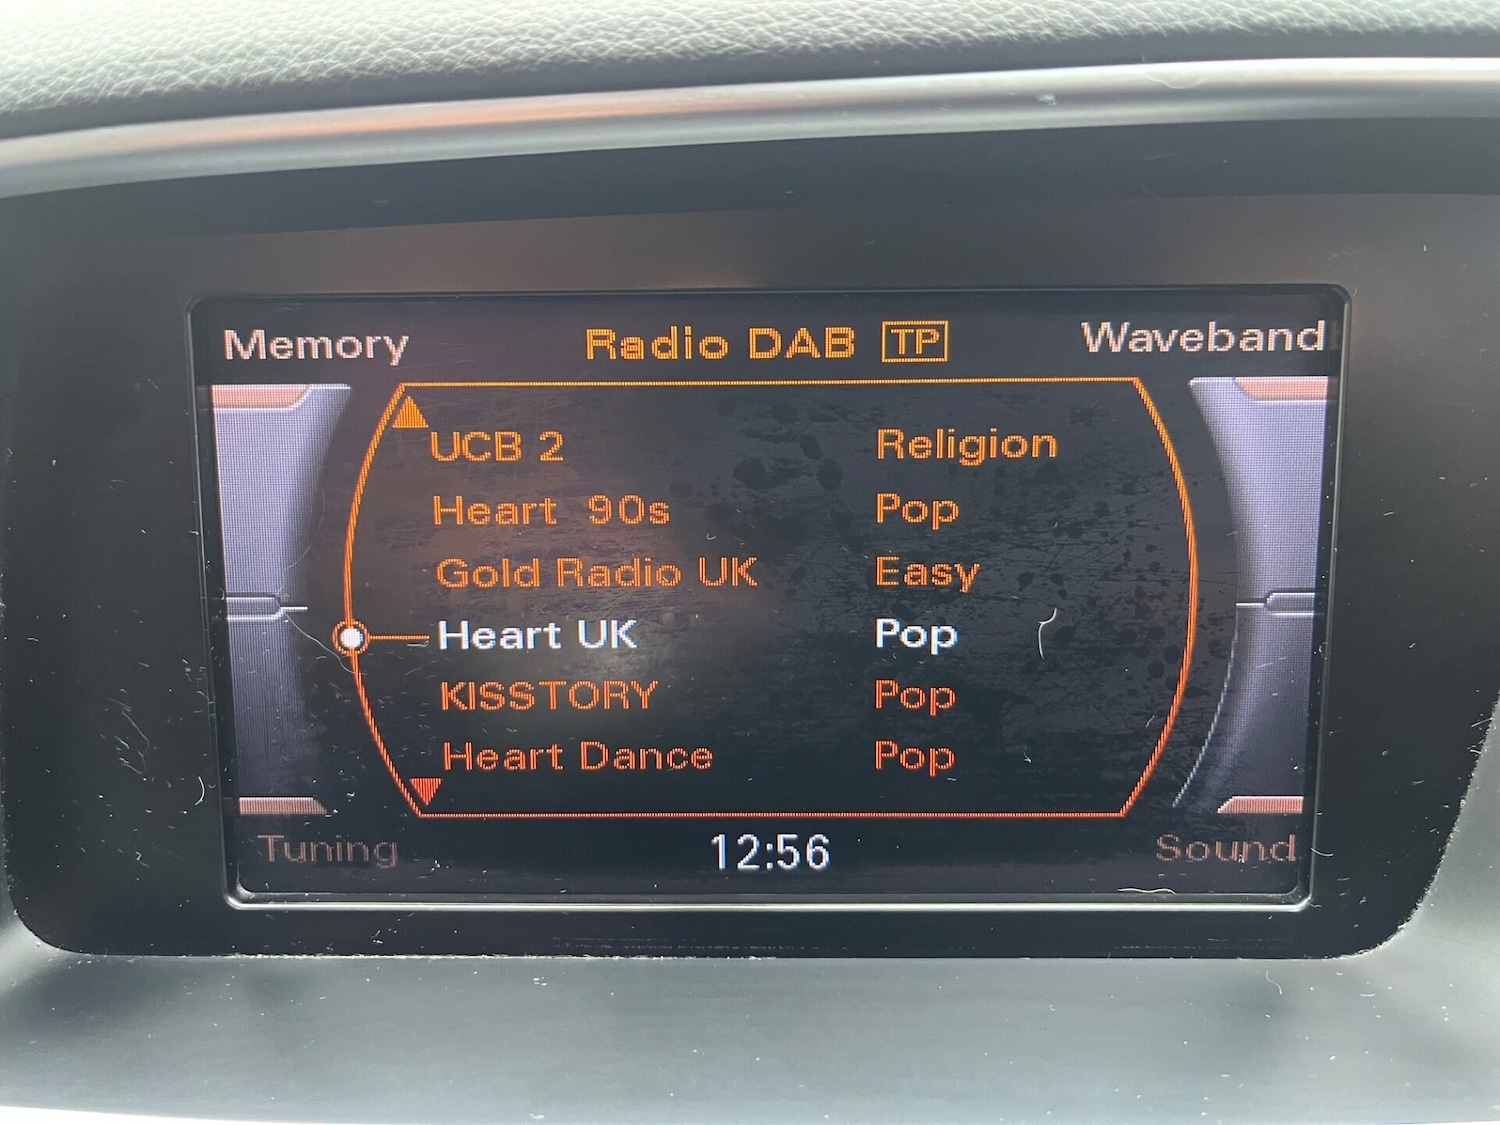 Memory Radio DAB TP Waveband
UCB 2 Religion
Heart 90s Pop
Gold Radio UK Easy
Heart UK Pop
KISSTORY Pop
Heart Dance Pop
Tuning 12:56 Sound